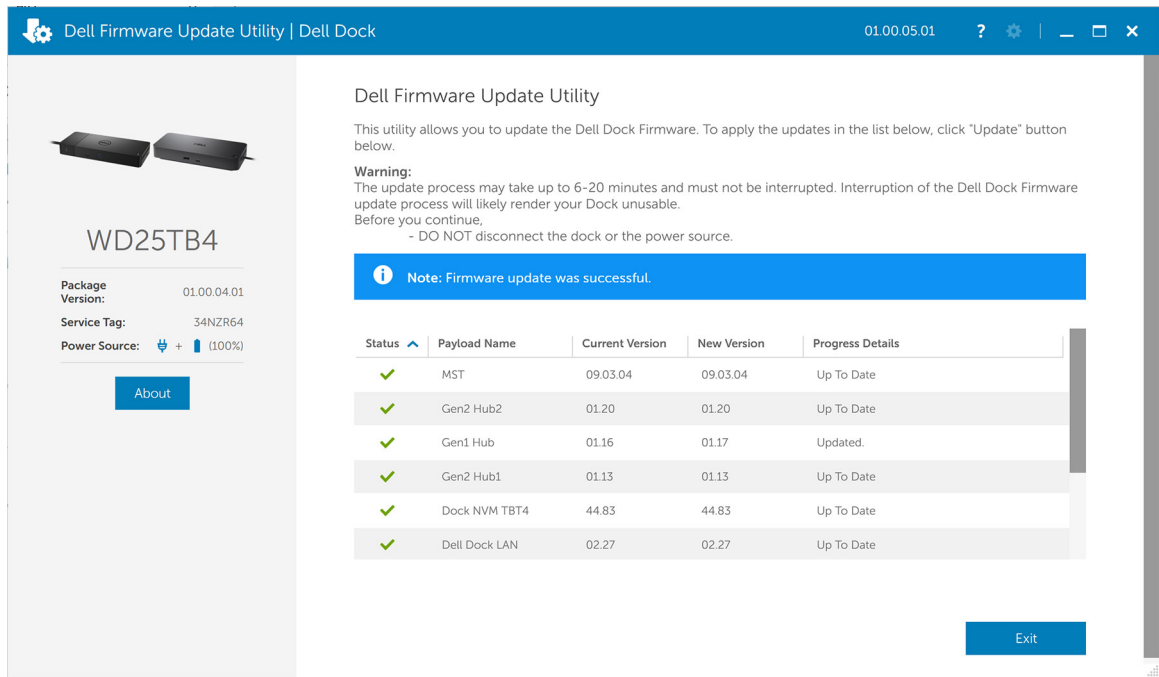 Dell Firmware Update Utility | Dell Dock
01.00.05.01
?
Dell Firmware Update Utility
This utility allows you to update the Dell Dock Firmware. To apply the updates in the list below, click "Update" button
below.
Warning:
The update process may take up to 6-20 minutes and must not be interrupted. Interruption of the Dell Dock Firmware
update process will likely render your Dock unusable.
Before you continue,
- DO NOT disconnect the dock or the power source.
WD25TB4
Package Version: 01.00.04.01
Service Tag: 34NZR64
Power Source: + (100%)
About
Note: Firmware update was successful.
Status Payload Name Current Version New Version Progress Details
MST 09.03.04 09.03.04 Up To Date
Gen2 Hub2 01.20 01.20 Up To Date
Gen1 Hub 01.16 01.17 Updated.
Gen2 Hub1 01.13 01.13 Up To Date
Dock NVM TBT4 44.83 44.83 Up To Date
Dell Dock LAN 02.27 02.27 Up To Date
Exit